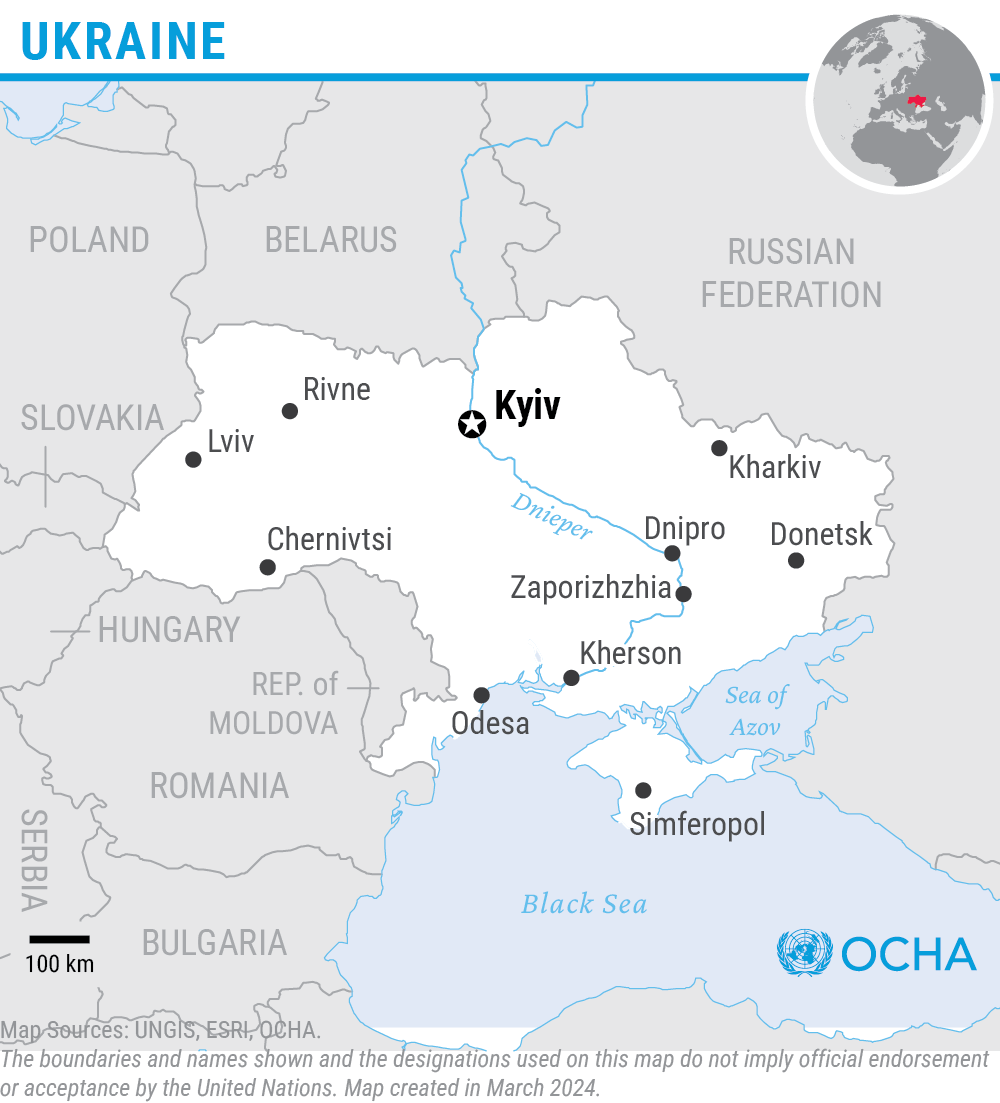 UKRAINE
POLAND
BELARUS
RUSSIAN
FEDERATION
Rivne
Kyiv
SLOVAKIA
Lviv
Kharkiv
Dnieper
Dnipro
Donetsk
Chernivtsi
Zaporizhzhia
HUNGARY
Kherson
REP. of
MOLDOVA
Sea of
Azov
Odesa
ROMANIA
Simferopol
SERBIA
Black Sea
BULGARIA
OCHA
100 km
Map Sources: UNGIS, ESRI, OCHA.
The boundaries and names shown and the designations used on this map do not imply official endorsement
or acceptance by the United Nations. Map created in March 2024.